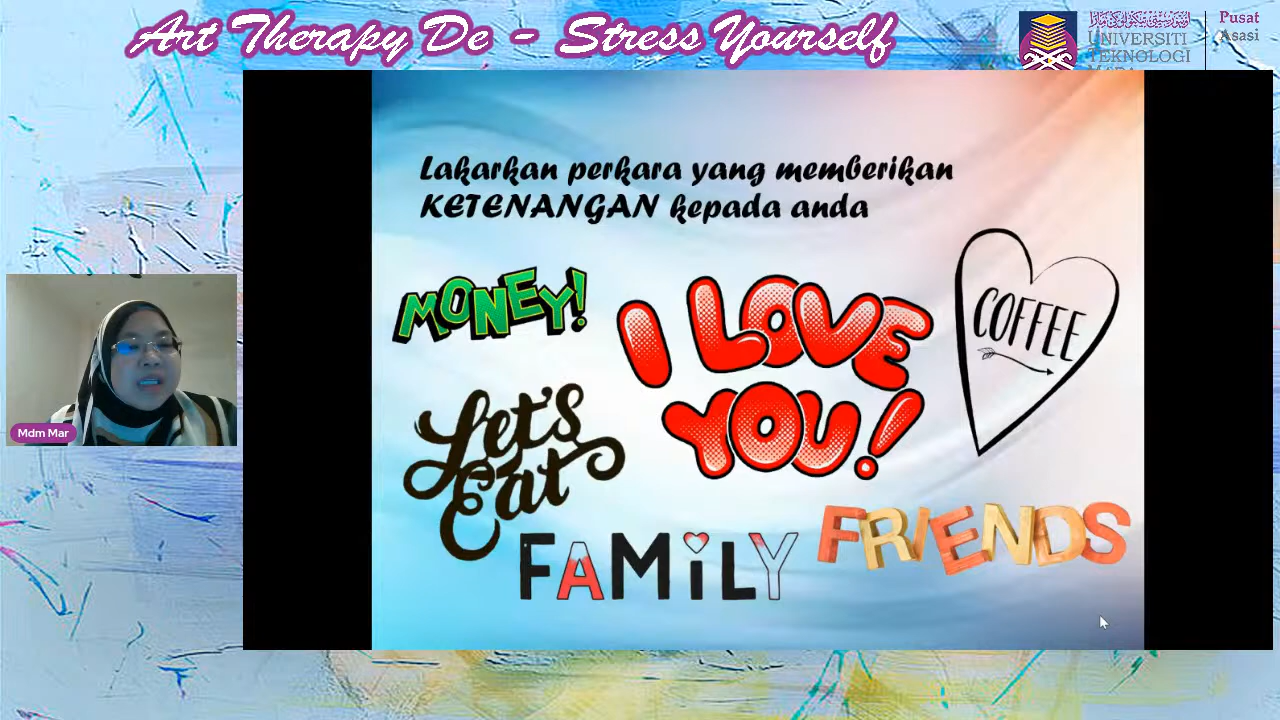 Art Therapy De - Stress Yourself
UNIVERSITI
TEKNOLOGI
Pusat
Asasi
Lakarkan perkara yang memberikan
KETENANGAN kepada anda
MONEY!
I LOVE
YOU!
COFFEE
Let's
Eat
FAMiLY
FRIENDS
Mdm Mar